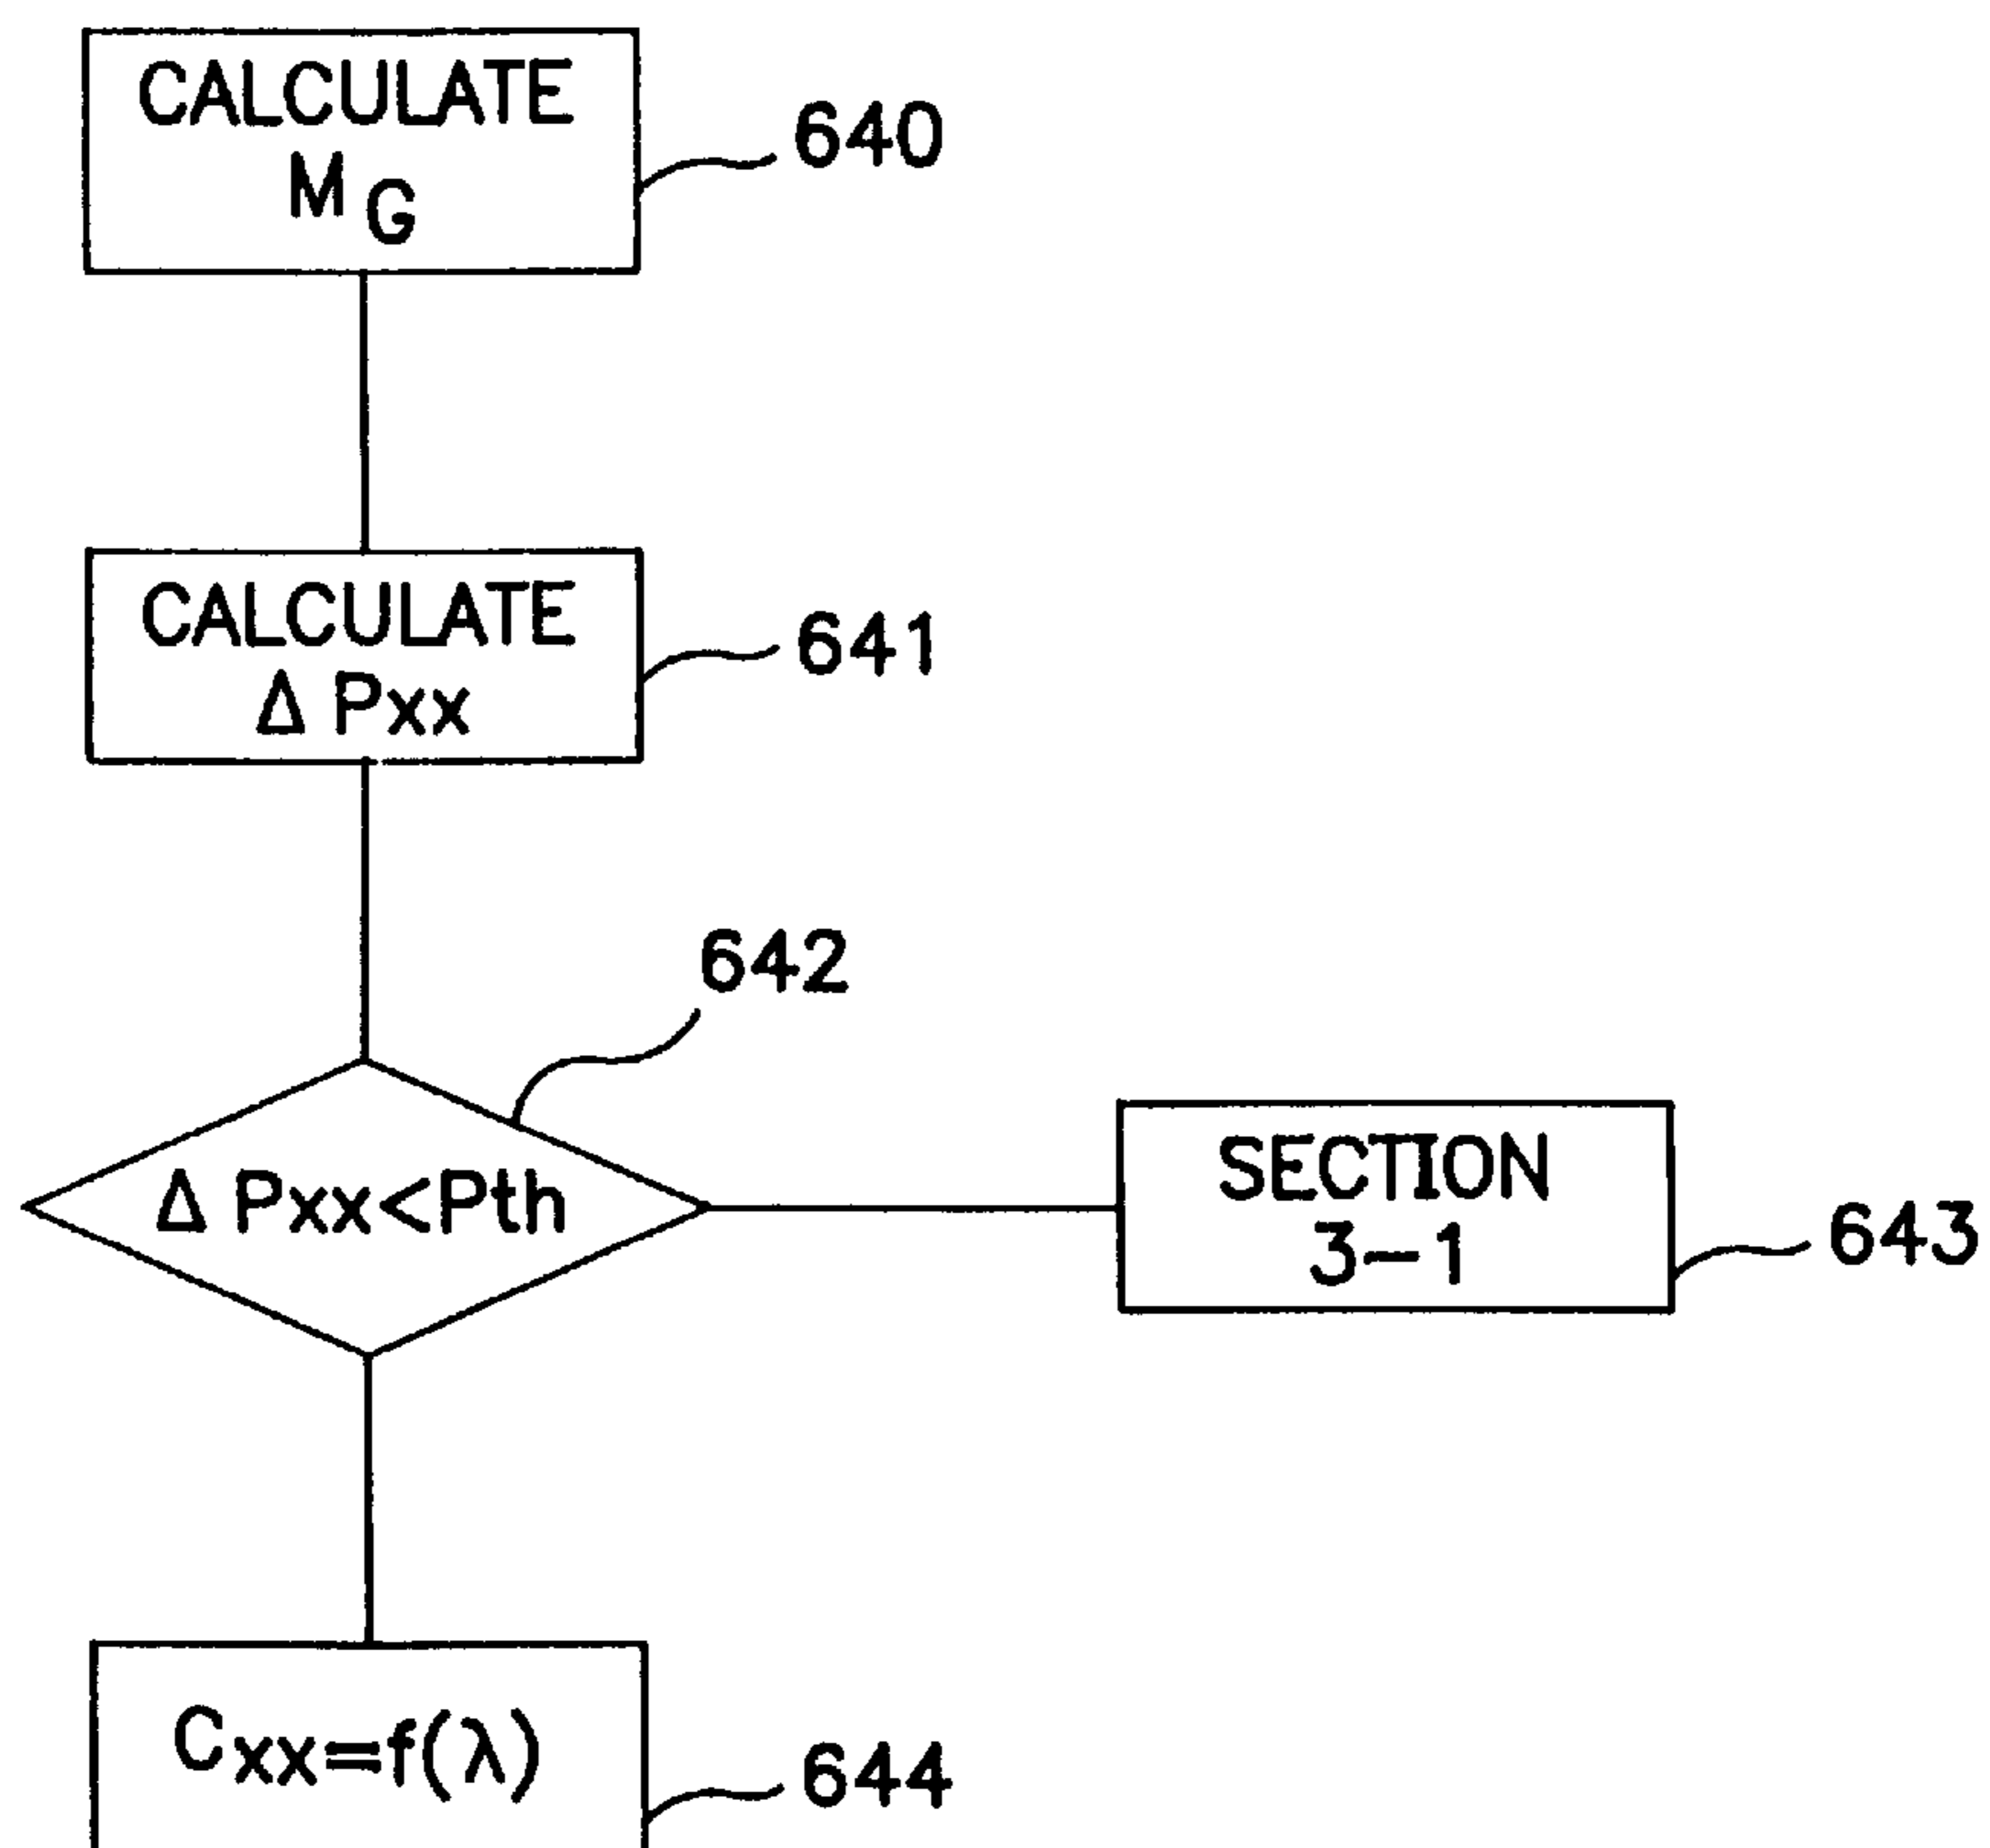 CALCULATE
M G
640
CALCULATE
Δ Pxx
641
642
Δ Pxx<Pth
SECTION
3-1
643
Cxx=f(λ)
644